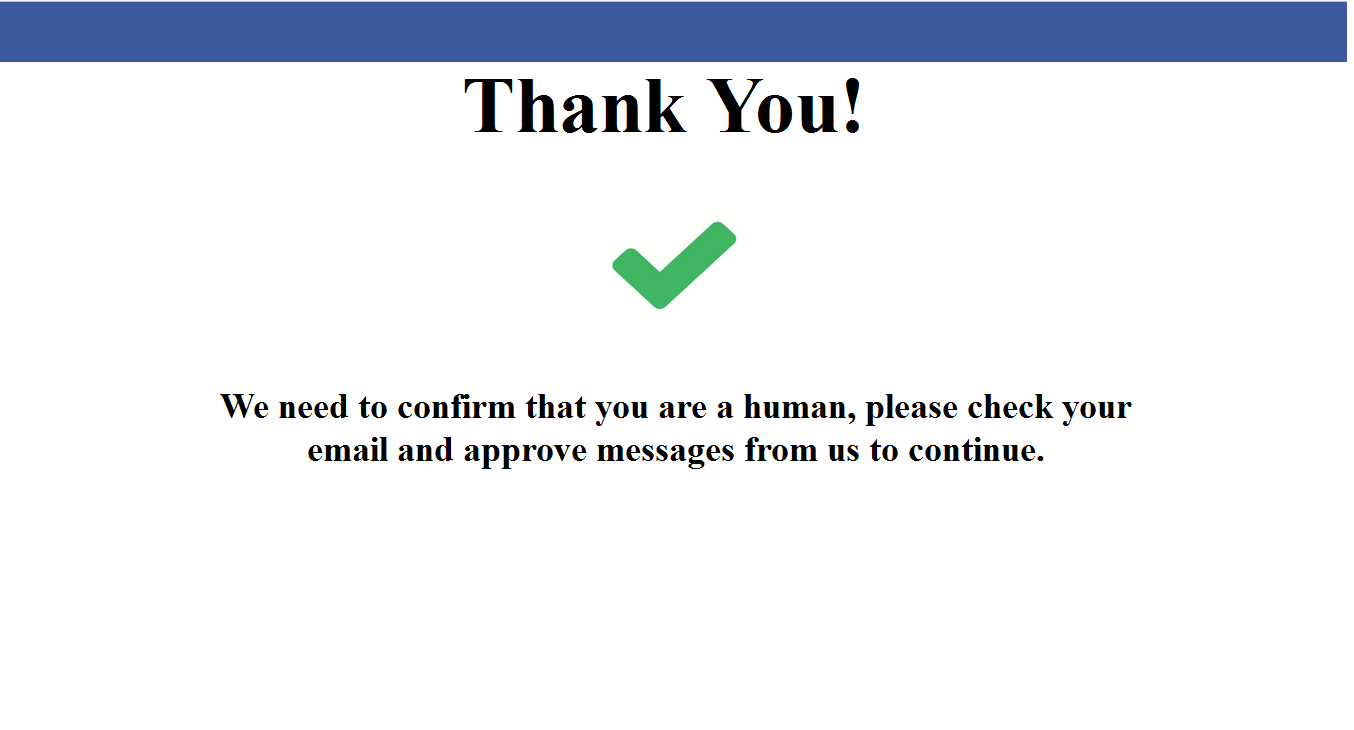 Thank You!
We need to confirm that you are a human, please check your
email and approve messages from us to continue.